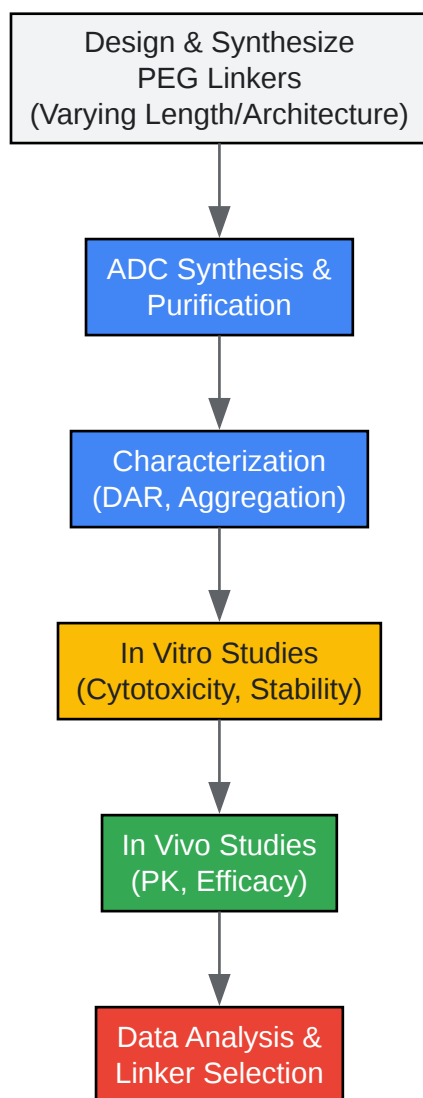 Design & Synthesize
PEG Linkers
(Varying Length/Architecture)
ADC Synthesis &
Purification
Characterization
(DAR, Aggregation)
In Vitro Studies
(Cytotoxicity, Stability)
In Vivo Studies
(PK, Efficacy)
Data Analysis &
Linker Selection